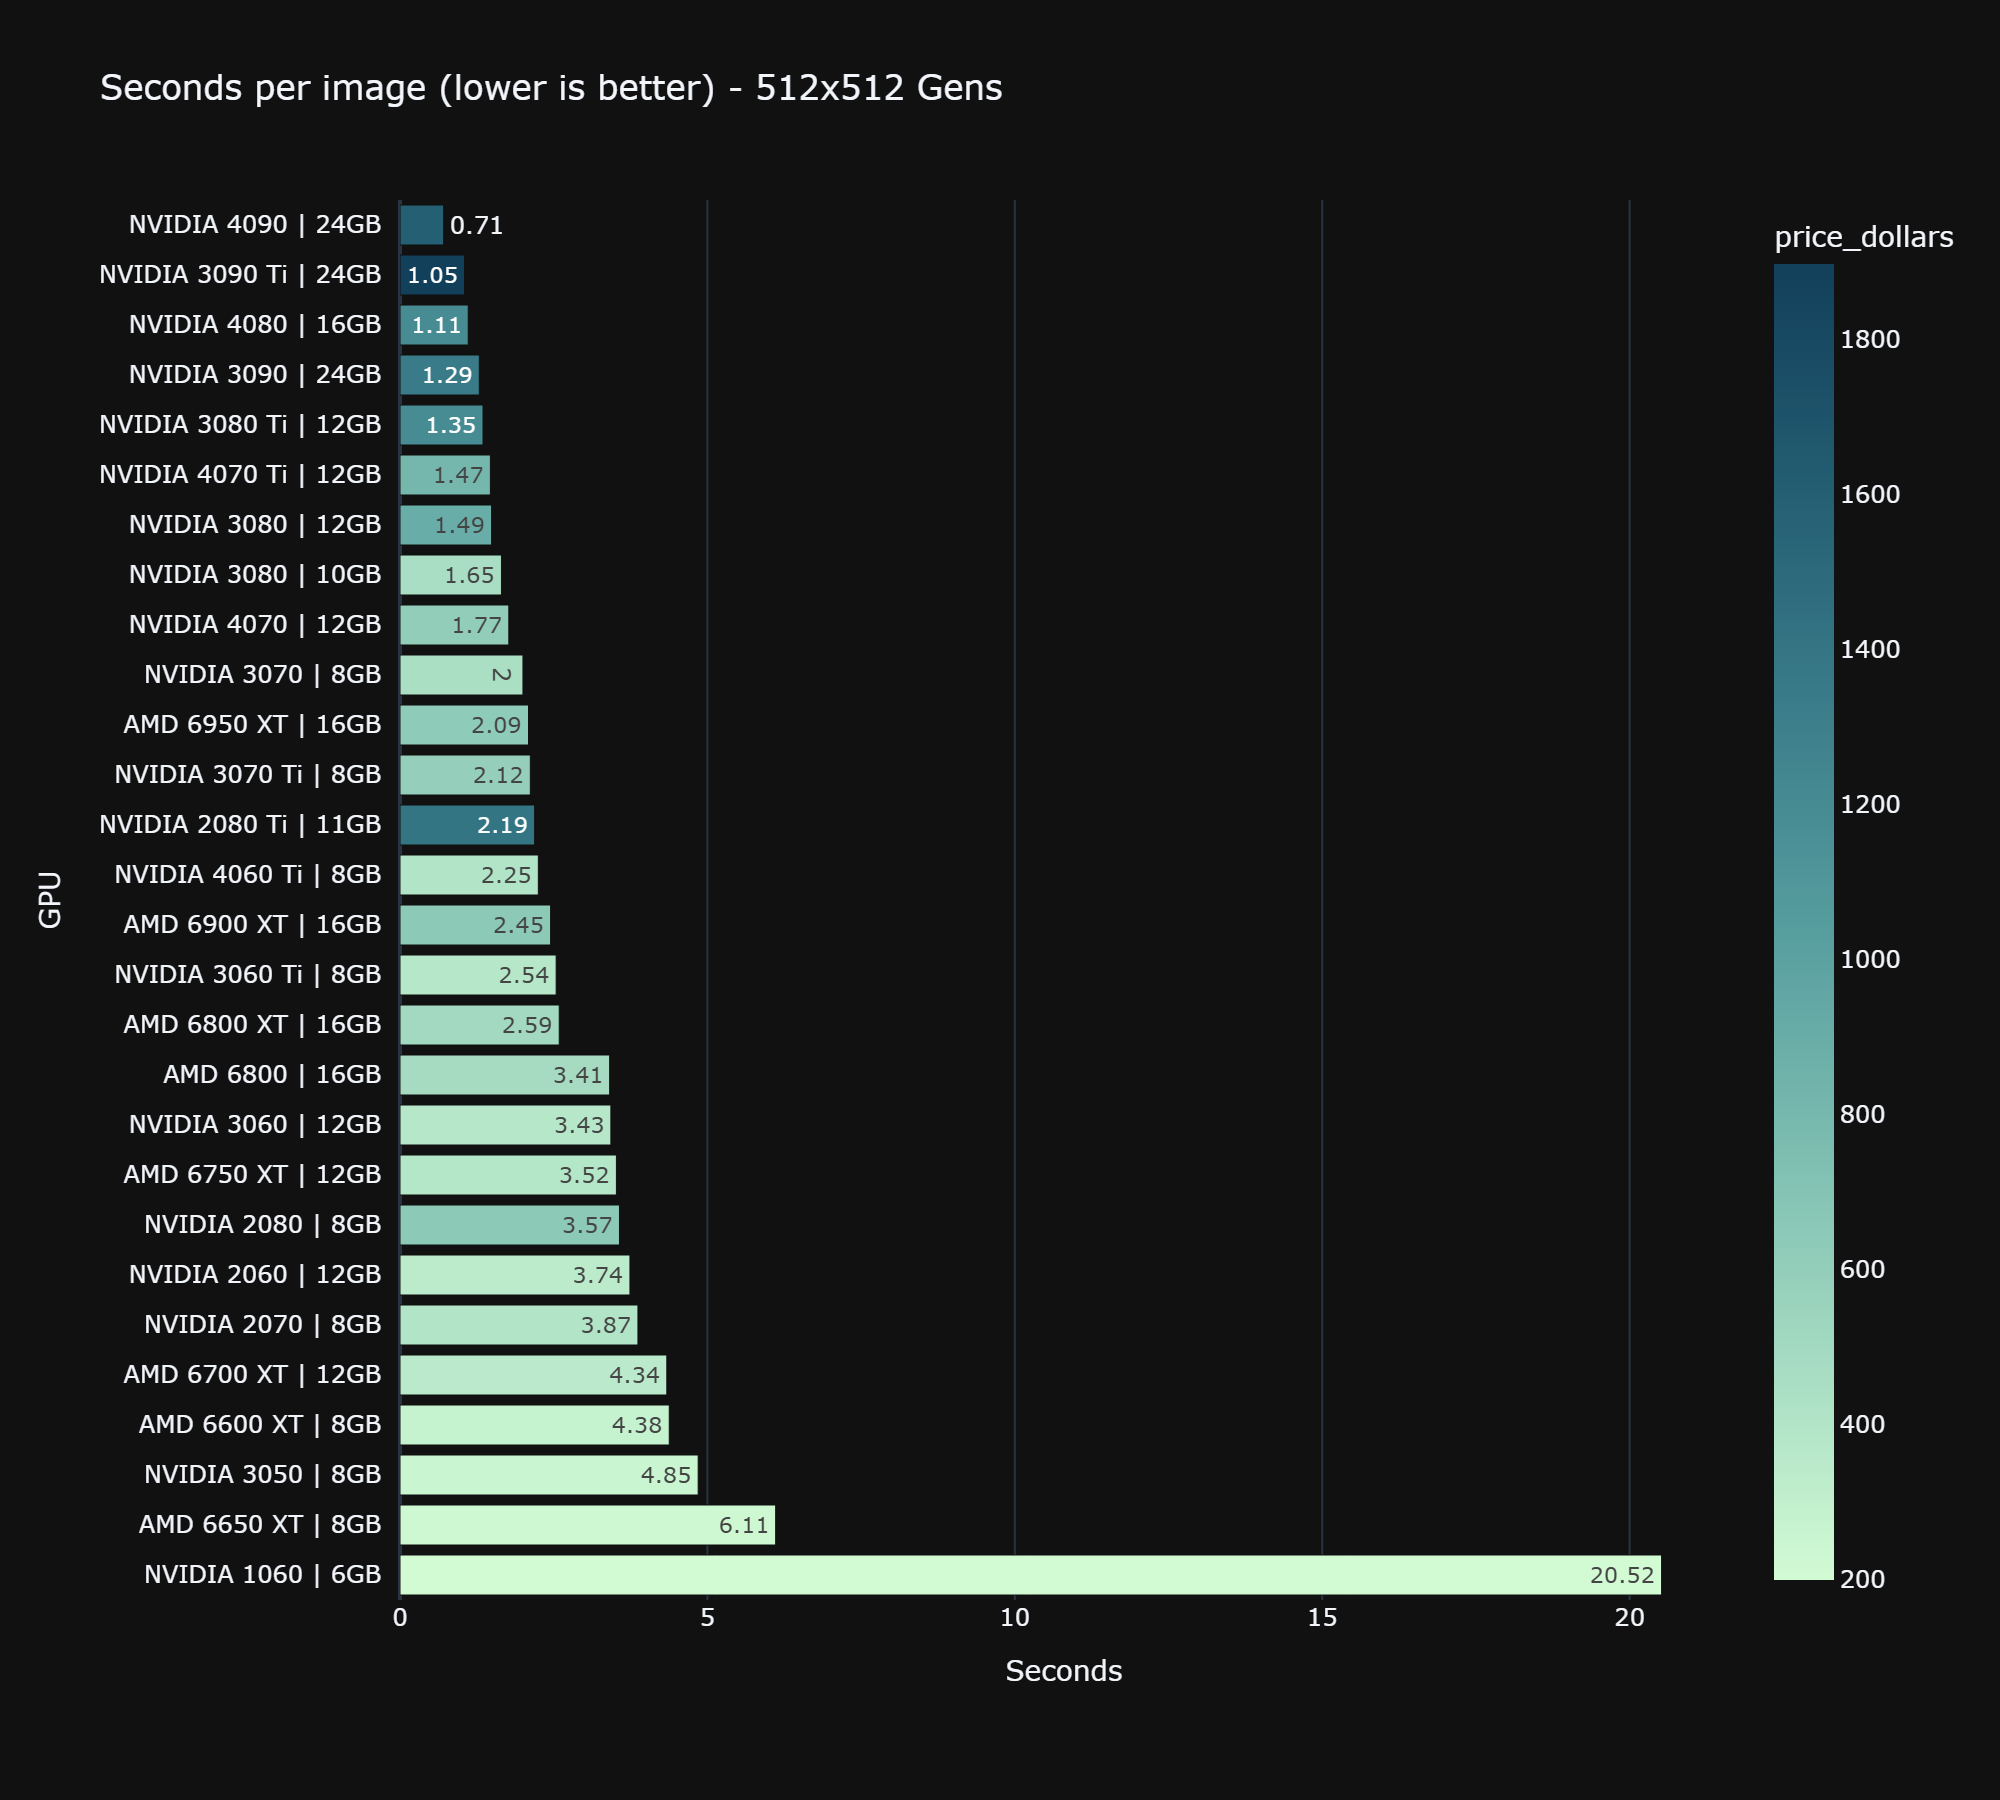 Seconds per image (lower is better) - 512x512 Gens
NVIDIA 4090 | 24GB 0.71
NVIDIA 3090 Ti | 24GB 1.05
NVIDIA 4080 | 16GB 1.11
NVIDIA 3090 | 24GB 1.29
NVIDIA 3080 Ti | 12GB 1.35
NVIDIA 4070 Ti | 12GB 1.47
NVIDIA 3080 | 12GB 1.49
NVIDIA 3080 | 10GB 1.65
NVIDIA 4070 | 12GB 1.77
NVIDIA 3070 | 8GB 2
AMD 6950 XT | 16GB 2.09
NVIDIA 3070 Ti | 8GB 2.12
NVIDIA 2080 Ti | 11GB 2.19
NVIDIA 4060 Ti | 8GB 2.25
AMD 6900 XT | 16GB 2.45
NVIDIA 3060 Ti | 8GB 2.54
AMD 6800 XT | 16GB 2.59
AMD 6800 | 16GB 3.41
NVIDIA 3060 | 12GB 3.43
AMD 6750 XT | 12GB 3.52
NVIDIA 2080 | 8GB 3.57
NVIDIA 2060 | 12GB 3.74
NVIDIA 2070 | 8GB 3.87
AMD 6700 XT | 12GB 4.34
AMD 6600 XT | 8GB 4.38
NVIDIA 3050 | 8GB 4.85
AMD 6650 XT | 8GB 6.11
NVIDIA 1060 | 6GB 20.52
GPU
0 5 10 15 20
Seconds
price_dollars
1800
1600
1400
1200
1000
800
600
400
200